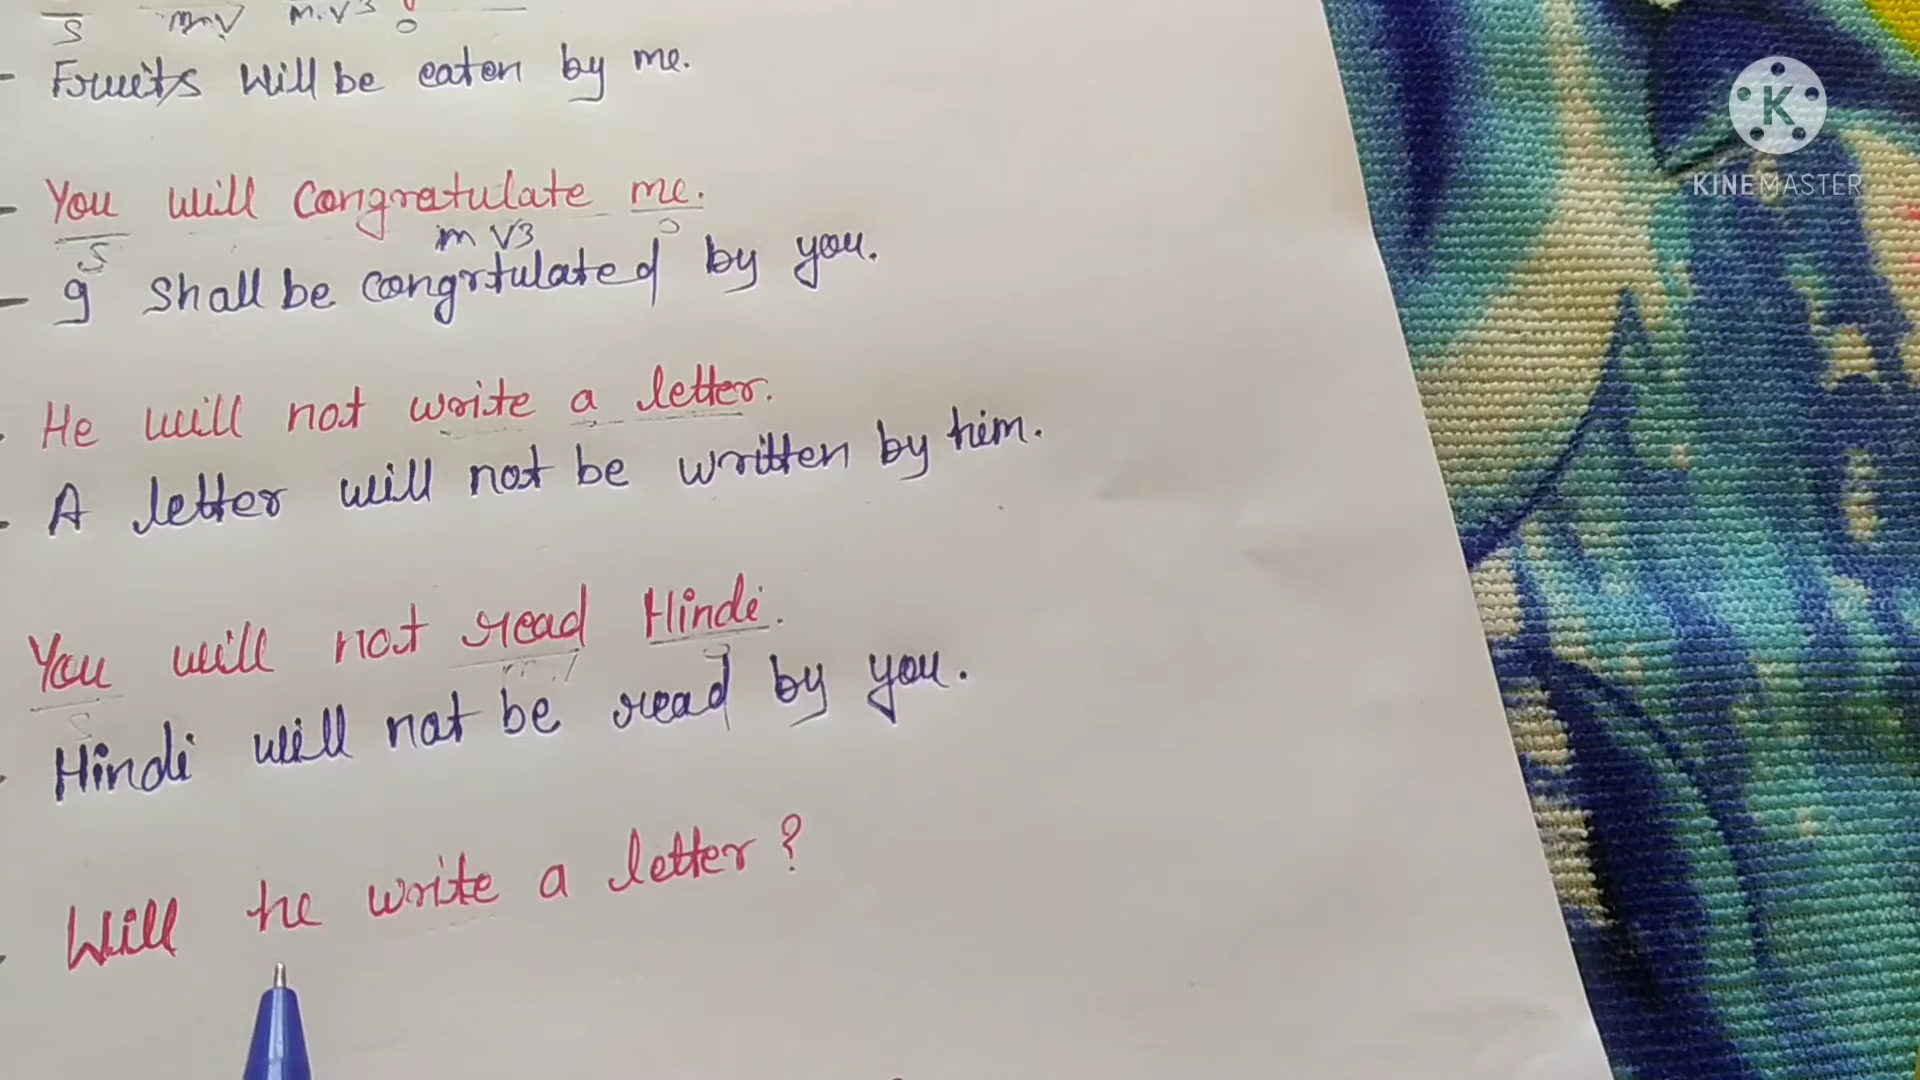 S m.V m.V3 O
- Fruits will be eaten by me.
- You will Congratulate me.
S m V3 O
- I shall be congrtulated by you.
He will not write a letter.
A letter will not be written by him.
You will not read Hindi.
S m.V O
Hindi will not be read by you.
Will he write a letter?
K
KINEMASTER